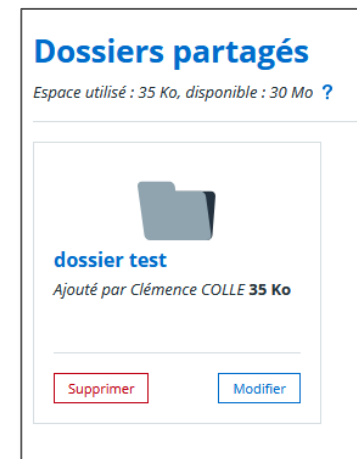 Dossiers partagés
Espace utilisé : 35 Ko, disponible : 30 Mo ?
dossier test
Ajouté par Clémence COLLE 35 Ko
Supprimer Modifier